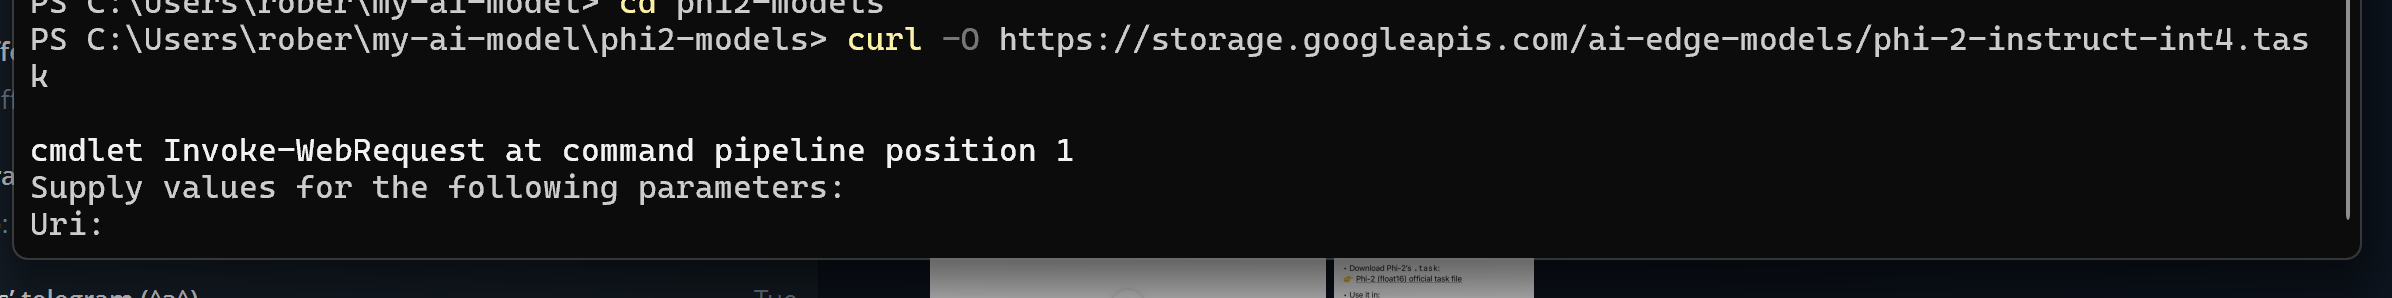 PS C:\Users\rober\my-ai-model> cd phi2-models
PS C:\Users\rober\my-ai-model\phi2-models> curl -O https://storage.googleapis.com/ai-edge-models/phi-2-instruct-int4.tas
k
cmdlet Invoke-WebRequest at command pipeline position 1
Supply values for the following parameters:
Uri:
• Download Phi-2's .task:
👉 Phi-2 (float16) official task file
• Use it in:
s' telegram (^a^)
Tue